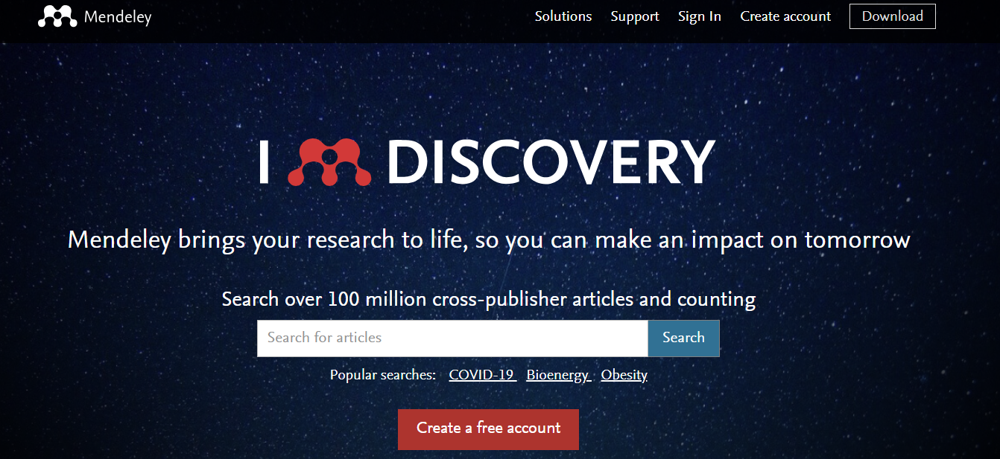 Mendeley
Solutions Support Sign In Create account Download
I DISCOVERY
Mendeley brings your research to life, so you can make an impact on tomorrow
Search over 100 million cross-publisher articles and counting
Search for articles Search
Popular searches: COVID-19 Bioenergy Obesity
Create a free account